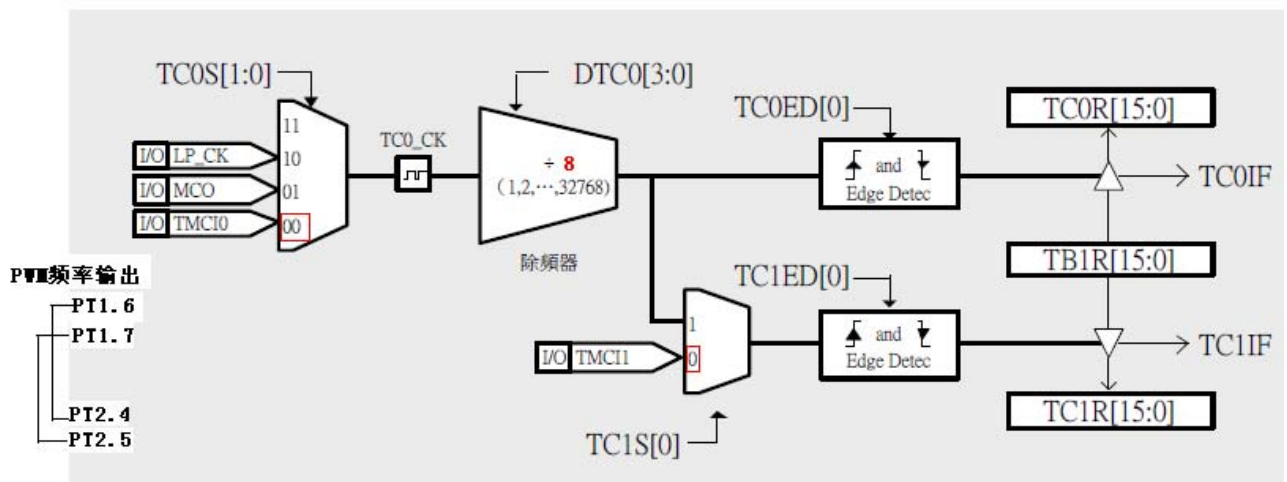 TC0S[1:0]
DTC0[3:0]
TC0ED[0]
TC0R[15:0]
11
TC0_CK
I/O LP_CK
10
÷ 8
and
Edge Detec
I/O MCO
01
(1,2,⋯,32768)
TC0IF
I/O TMCI0
00
除頻器
TB1R[15:0]
PWM频率输出
TC1ED[0]
PT1.6
PT1.7
1
and
Edge Detec
TC1IF
I/O TMCI1
0
PT2.4
PT2.5
TC1R[15:0]
TC1S[0]